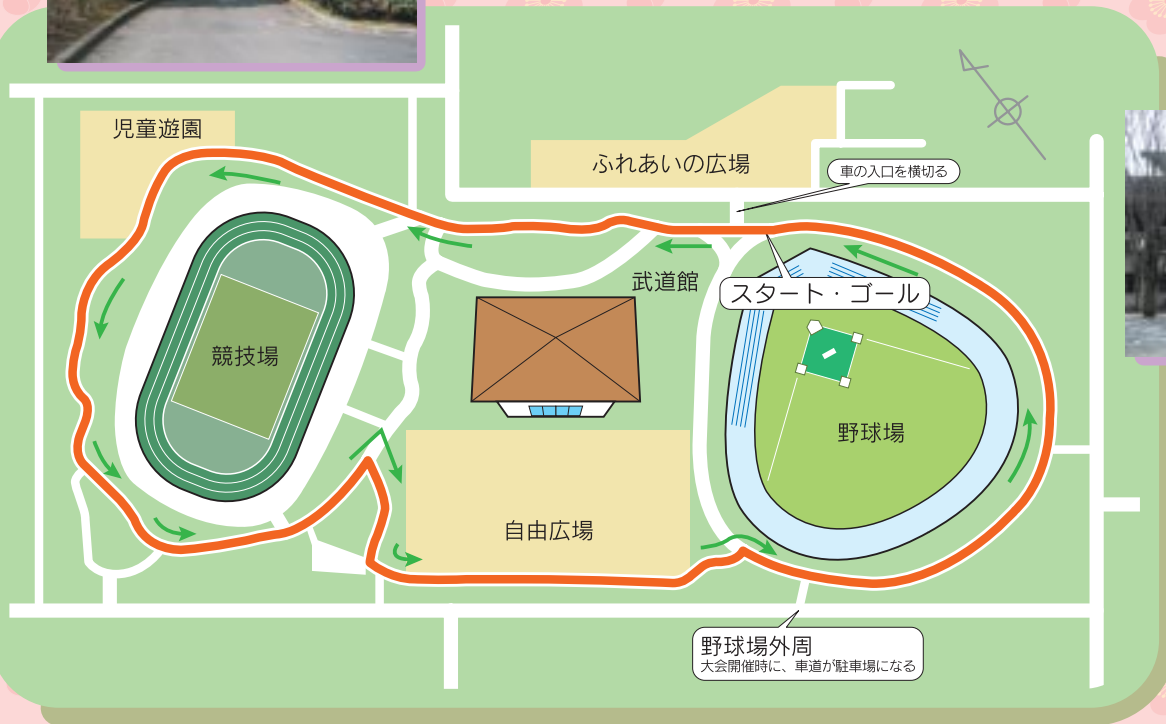 児童遊園
ふれあいの広場
車の入口を横切る
武道館
スタート・ゴール
競技場
野球場
自由広場
野球場外周
大会開催時に、車道が駐車場になる